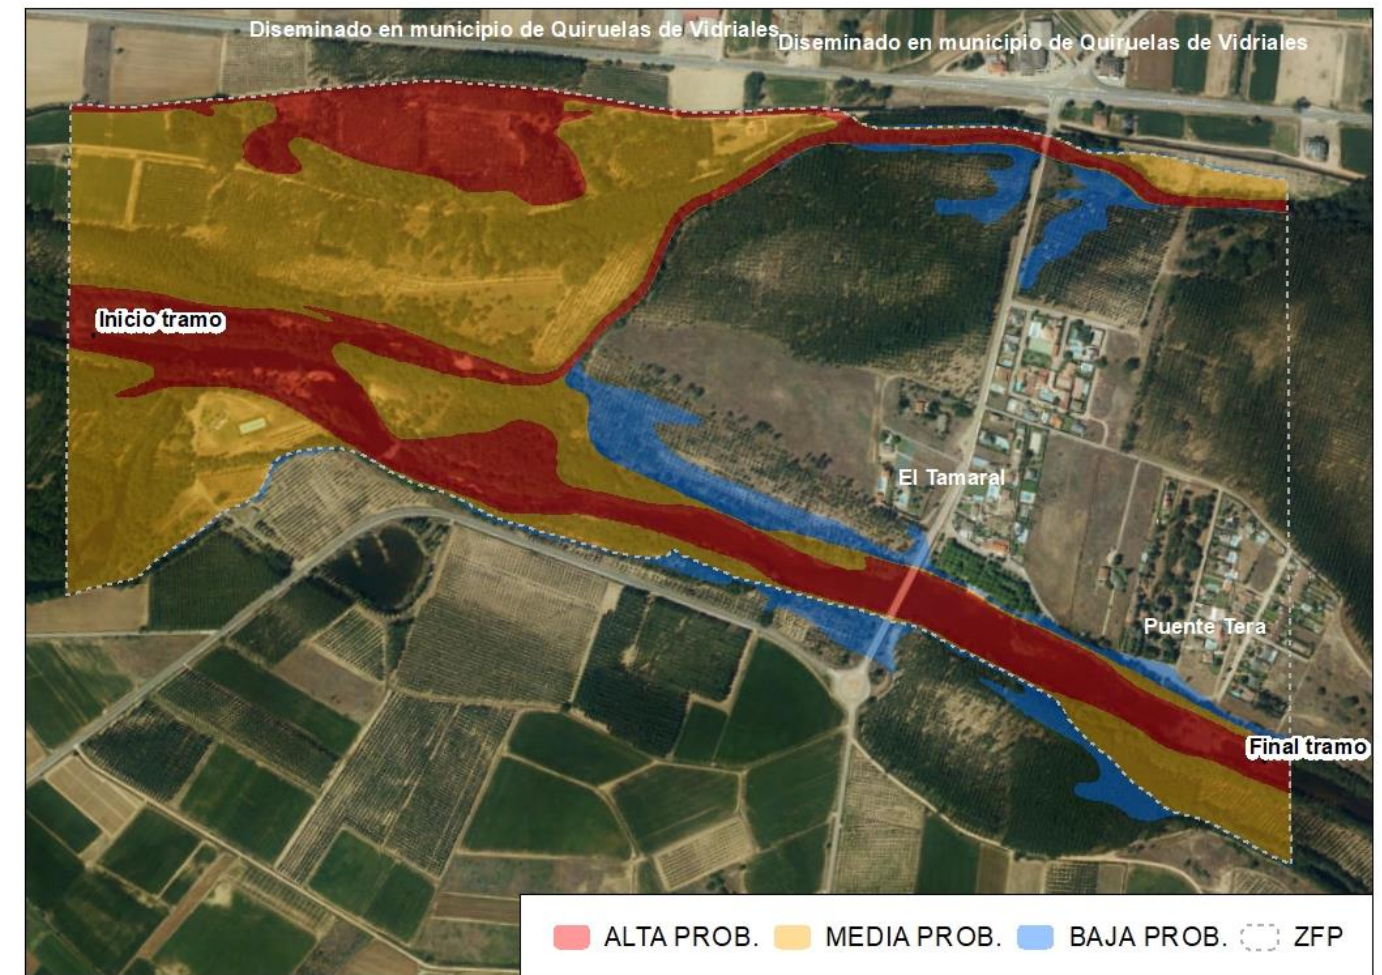 Diseminado en municipio de Quiruelas de Vidriales
Diseminado en municipio de Quiruelas de Vidriales
Inicio tramo
El Tamaral
Puente Tera
Final tramo
ALTA PROB. MEDIA PROB. BAJA PROB. ZFP